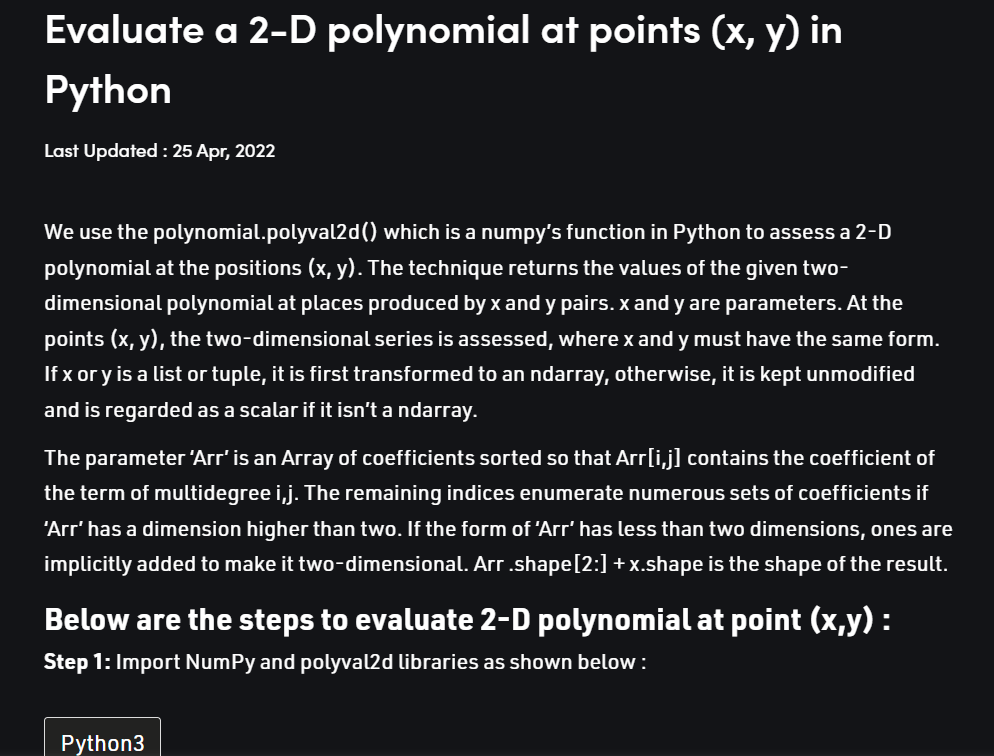 Evaluate a 2-D polynomial at points (x, y) in
Python
Last Updated : 25 Apr, 2022
We use the polynomial.polyval2d() which is a numpy's function in Python to assess a 2-D
polynomial at the positions (x, y). The technique returns the values of the given two-
dimensional polynomial at places produced by x and y pairs. x and y are parameters. At the
points (x, y), the two-dimensional series is assessed, where x and y must have the same form.
If x or y is a list or tuple, it is first transformed to an ndarray, otherwise, it is kept unmodified
and is regarded as a scalar if it isn't a ndarray.
The parameter ‘Arr’ is an Array of coefficients sorted so that Arr[i,j] contains the coefficient of
the term of multidegree i,j. The remaining indices enumerate numerous sets of coefficients if
‘Arr’ has a dimension higher than two. If the form of ‘Arr’ has less than two dimensions, ones are
implicitly added to make it two-dimensional. Arr .shape[2:] + x.shape is the shape of the result.
Below are the steps to evaluate 2-D polynomial at point (x,y) :
Step 1: Import NumPy and polyval2d libraries as shown below :
Python3